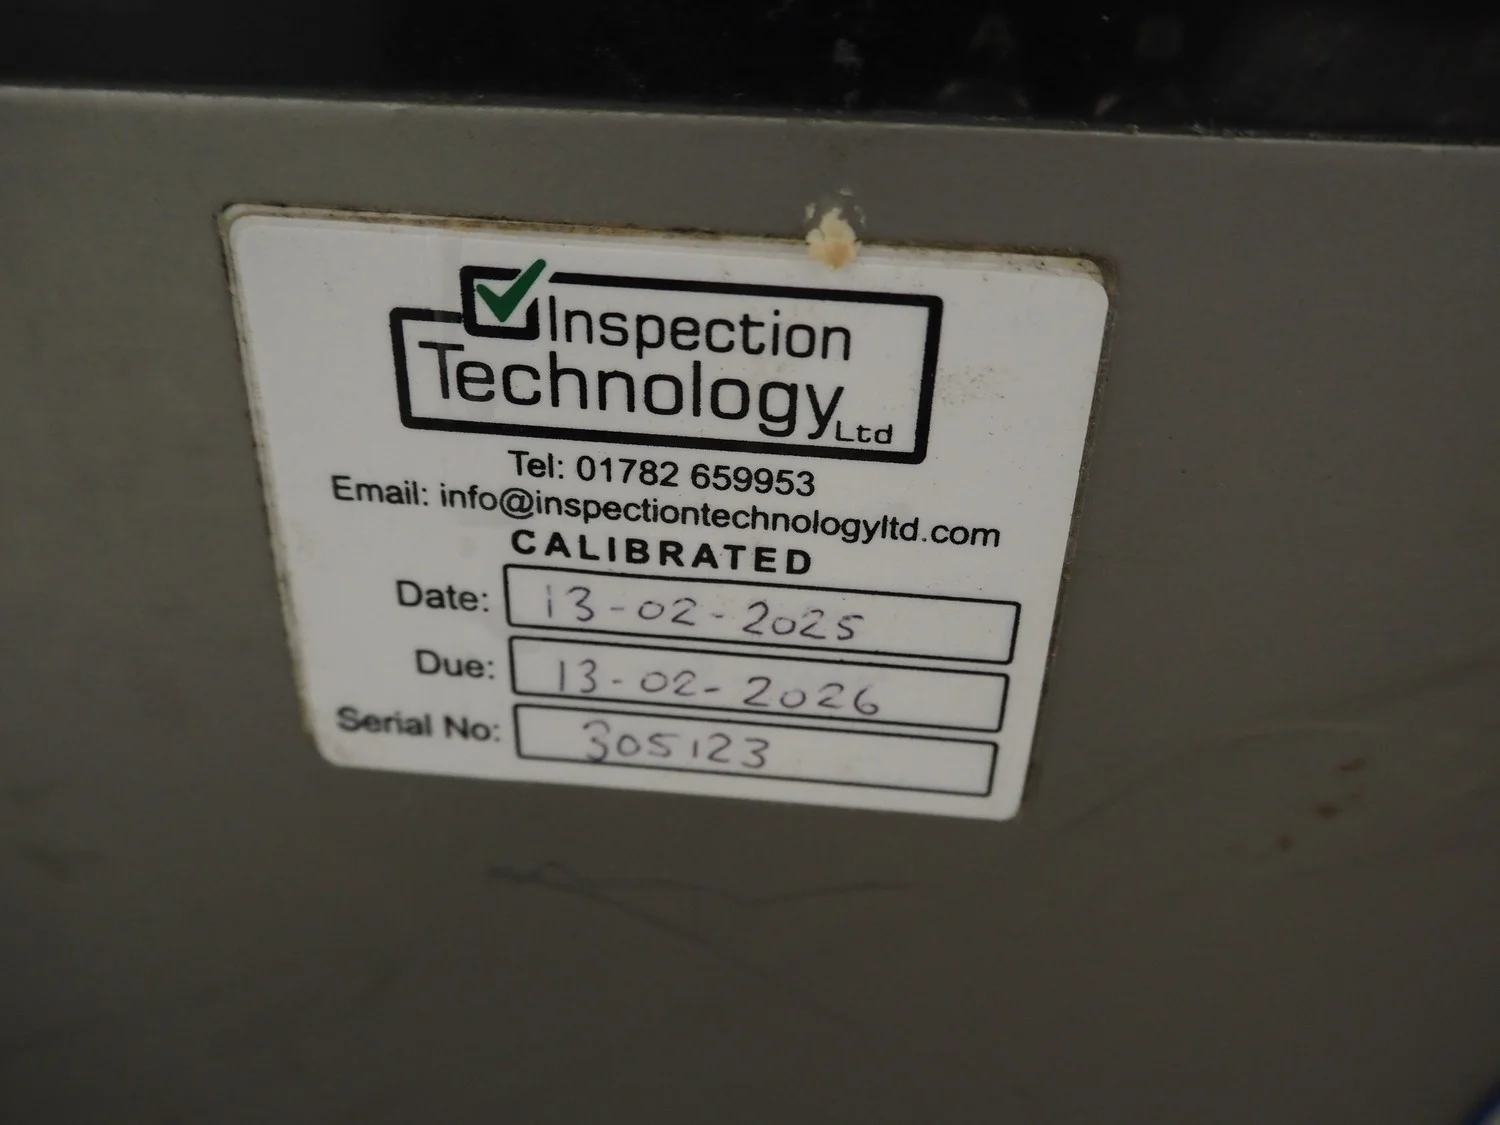 Inspection
Technology Ltd
Tel: 01782 659953
Email: info@inspectiontechnologyltd.com
CALIBRATED
Date: 13-02-2025
Due: 13-02-2026
Serial No: 305123